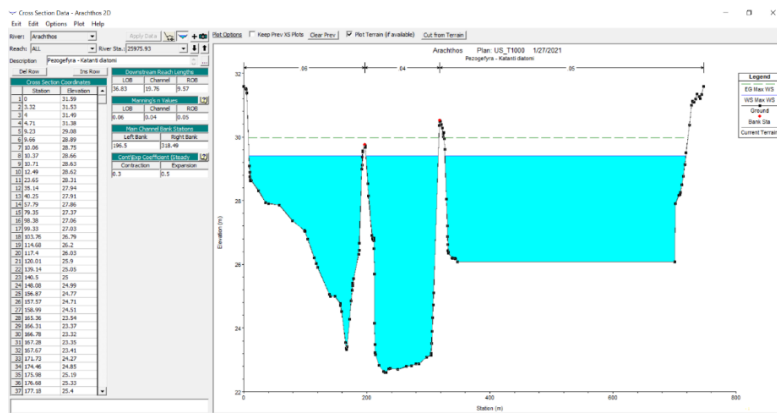 Cross Section Data - Arachthos 2D
Exit Edit Options Plot Help
River: Arachthos Apply Data
Reach: ALL River Sta.: 25975.93
Description Pezogefyra - Katanti diatomi
Del Row Ins Row
Cross Section Coordinates
Station Elevation
1 0 31.59
2 3.32 31.53
3 4 31.49
4 4.71 31.38
5 9.23 29.08
6 9.66 28.89
7 10.06 28.75
8 10.37 28.66
9 10.71 28.63
10 12.49 28.62
11 23.65 28.31
12 35.14 27.94
13 40.25 27.91
14 57.79 27.86
15 79.35 27.37
16 98.38 27.06
17 99.33 27.03
18 103.76 26.79
19 114.68 26.2
20 117.4 26.03
21 120.01 25.9
22 139.14 25.05
23 140.5 25
24 148.08 24.99
25 156.87 24.77
26 157.57 24.71
27 158.99 24.51
28 165.36 23.54
29 166.31 23.37
30 166.78 23.32
31 167.28 23.35
32 167.67 23.41
33 171.73 24.27
34 174.46 24.85
35 175.98 25.19
36 176.68 25.33
37 177.18 25.4
Downstream Reach Lengths
LOB Channel ROB
36.83 19.76 9.57
Manning's n Values
LOB Channel ROB
0.06 0.04 0.05
Main Channel Bank Stations
Left Bank Right Bank
196.5 318.49
Cont\Exp Coefficient (Steady
Contraction Expansion
0.3 0.5
Plot Options Keep Prev XS Plots Clear Prev Plot Terrain (if available) Cut from Terrain
Arachthos Plan: US_T1000 1/27/2021
Pezogefyra - Katanti diatomi
.06 .04 .05
32
30
28
26
24
22
Elevation (m)
0 200 400 600 800
Station (m)
Legend
EG Max WS
WS Max WS
Ground
Bank Sta
Current Terrain